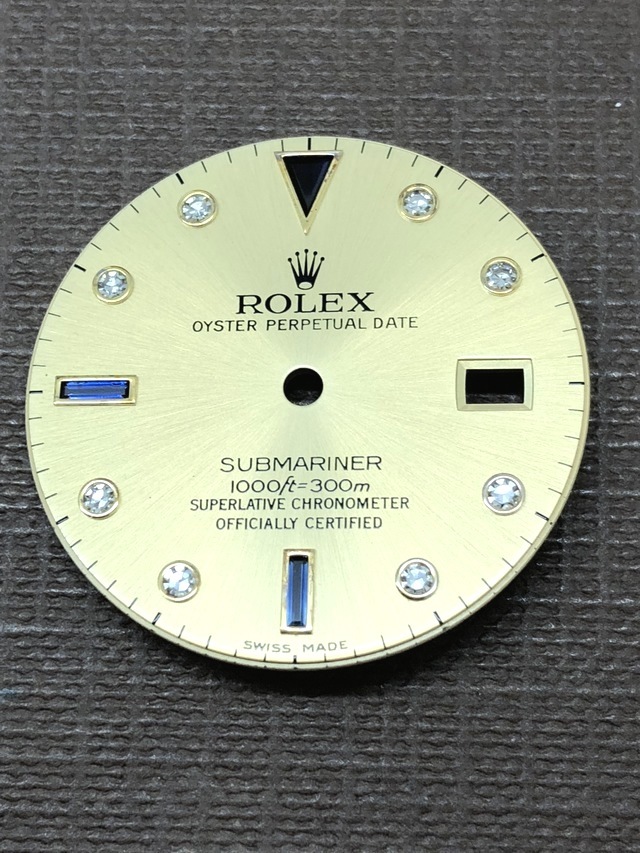 ROLEX
OYSTER PERPETUAL DATE
SUBMARINER
1000ft=300m
SUPERLATIVE CHRONOMETER
OFFICIALLY CERTIFIED
SWISS MADE